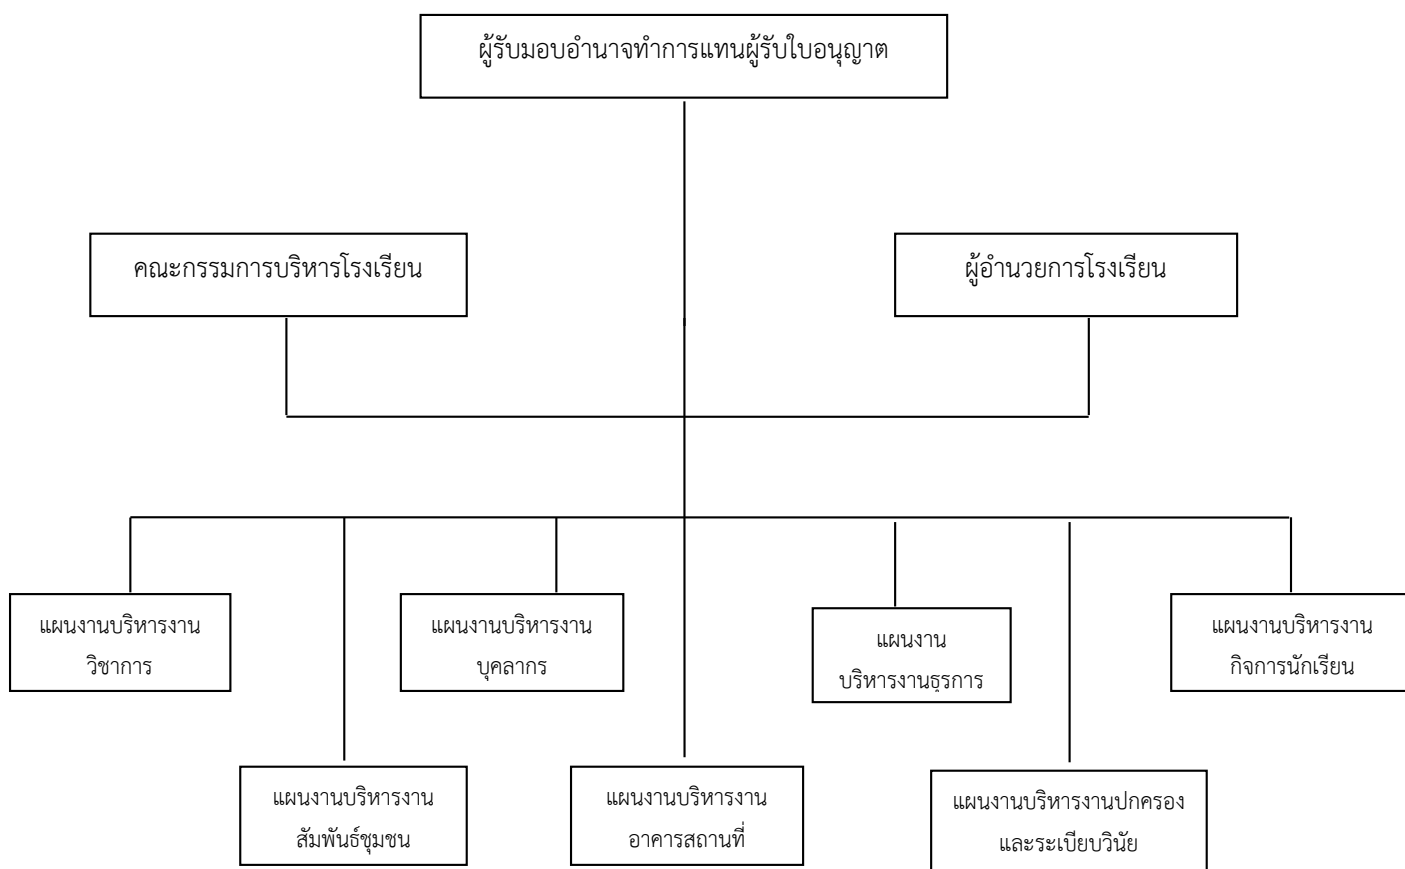 ผู้รับมอบอำนาจทำการแทนผู้รับใบอนุญาต
คณะกรรมการบริหารโรงเรียน
ผู้อำนวยการโรงเรียน
แผนงานบริหารงาน
วิชาการ
แผนงานบริหารงาน
บุคลากร
แผนงาน
บริหารงานธุรการ
แผนงานบริหารงาน
กิจการนักเรียน
แผนงานบริหารงาน
สัมพันธ์ชุมชน
แผนงานบริหารงาน
อาคารสถานที่
แผนงานบริหารงานปกครอง
และระเบียบวินัย